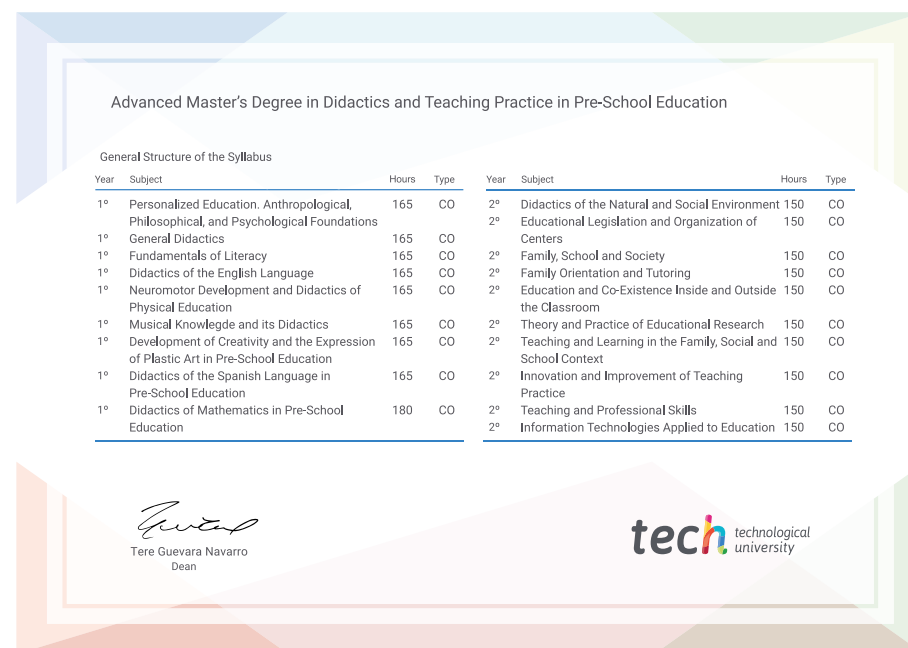 Advanced Master's Degree in Didactics and Teaching Practice in Pre-School Education
General Structure of the Syllabus
Year Subject Hours Type
1º Personalized Education. Anthropological, 165 CO
Philosophical, and Psychological Foundations
1º General Didactics 165 CO
1º Fundamentals of Literacy 165 CO
1º Didactics of the English Language 165 CO
1º Neuromotor Development and Didactics of 165 CO
Physical Education
1º Musical Knowlegde and its Didactics 165 CO
1º Development of Creativity and the Expression 165 CO
of Plastic Art in Pre-School Education
1º Didactics of the Spanish Language in 165 CO
Pre-School Education
1º Didactics of Mathematics in Pre-School 180 CO
Education
Year Subject Hours Type
2º Didactics of the Natural and Social Environment 150 CO
2º Educational Legislation and Organization of 150 CO
Centers
2º Family, School and Society 150 CO
2º Family Orientation and Tutoring 150 CO
2º Education and Co-Existence Inside and Outside 150 CO
the Classroom
2º Theory and Practice of Educational Research 150 CO
2º Teaching and Learning in the Family, Social and 150 CO
School Context
2º Innovation and Improvement of Teaching 150 CO
Practice
2º Teaching and Professional Skills 150 CO
2º Information Technologies Applied to Education 150 CO
Tere Guevara Navarro
Dean
tech technological
university